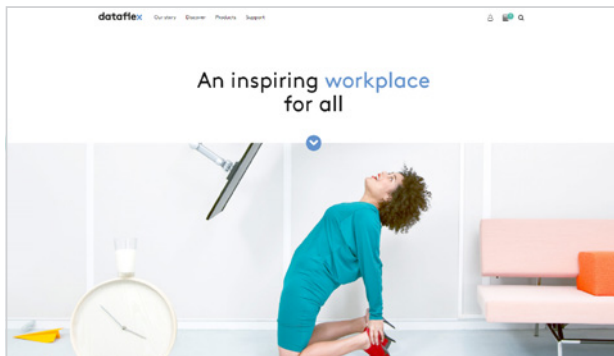 dataflex Our story Discover Products Support
An inspiring workplace
for all